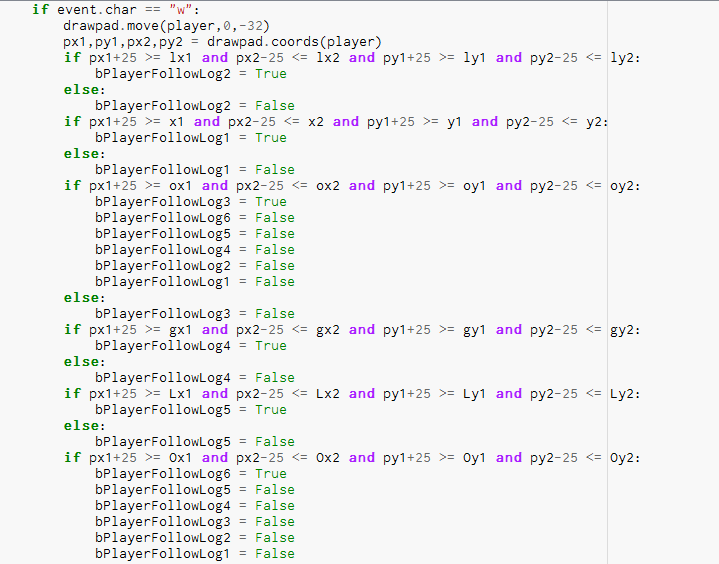 if event.char == "w":
    drawpad.move(player,0,-32)
    px1,py1,px2,py2 = drawpad.coords(player)
    if px1+25 >= lx1 and px2-25 <= lx2 and py1+25 >= ly1 and py2-25 <= ly2:
        bPlayerFollowLog2 = True
    else:
        bPlayerFollowLog2 = False
    if px1+25 >= x1 and px2-25 <= x2 and py1+25 >= y1 and py2-25 <= y2:
        bPlayerFollowLog1 = True
    else:
        bPlayerFollowLog1 = False
    if px1+25 >= ox1 and px2-25 <= ox2 and py1+25 >= oy1 and py2-25 <= oy2:
        bPlayerFollowLog3 = True
        bPlayerFollowLog6 = False
        bPlayerFollowLog5 = False
        bPlayerFollowLog4 = False
        bPlayerFollowLog2 = False
        bPlayerFollowLog1 = False
    else:
        bPlayerFollowLog3 = False
    if px1+25 >= gx1 and px2-25 <= gx2 and py1+25 >= gy1 and py2-25 <= gy2:
        bPlayerFollowLog4 = True
    else:
        bPlayerFollowLog4 = False
    if px1+25 >= Lx1 and px2-25 <= Lx2 and py1+25 >= Ly1 and py2-25 <= Ly2:
        bPlayerFollowLog5 = True
    else:
        bPlayerFollowLog5 = False
    if px1+25 >= Ox1 and px2-25 <= Ox2 and py1+25 >= Oy1 and py2-25 <= Oy2:
        bPlayerFollowLog6 = True
        bPlayerFollowLog5 = False
        bPlayerFollowLog4 = False
        bPlayerFollowLog3 = False
        bPlayerFollowLog2 = False
        bPlayerFollowLog1 = False